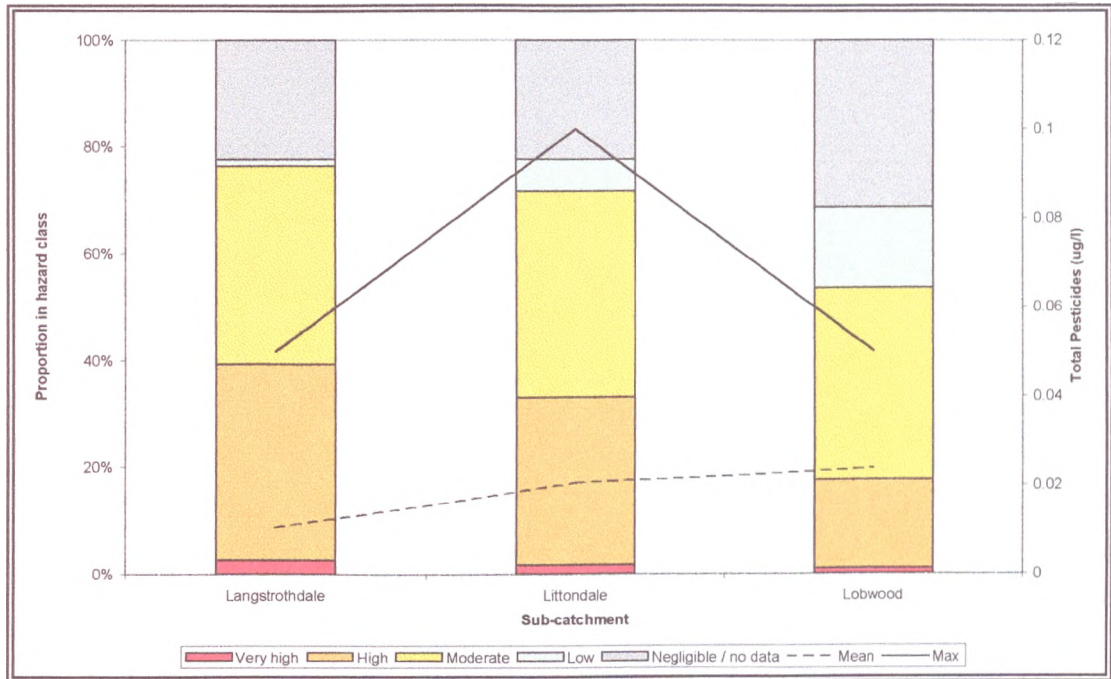 100%
80%
60%
40%
20%
0%
Proportion in hazard class
0.12
0.1
0.08
0.06
0.04
0.02
0
Total Pesticides (ug/l)
Langstrothdale Littondale Lobwood
Sub-catchment
Very high High Moderate Low Negligible / no data Mean Max